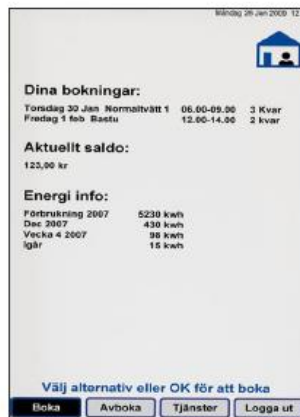 Måndag 28 Jan 2008 12
Dina bokningar:
Torsdag 30 Jan Normaltvätt 1 06.00-09.00 3 Kvar
Fredag 1 feb Bastu 12.00-14.00 2 kvar
Aktuellt saldo:
123,00 kr
Energi info:
Förbrukning 2007 5230 kwh
Dec 2007 430 kwh
Vecka 4 2007 98 kwh
Igår 15 kwh
Välj alternativ eller OK för att boka
Boka Avboka Tjänster Logga ut